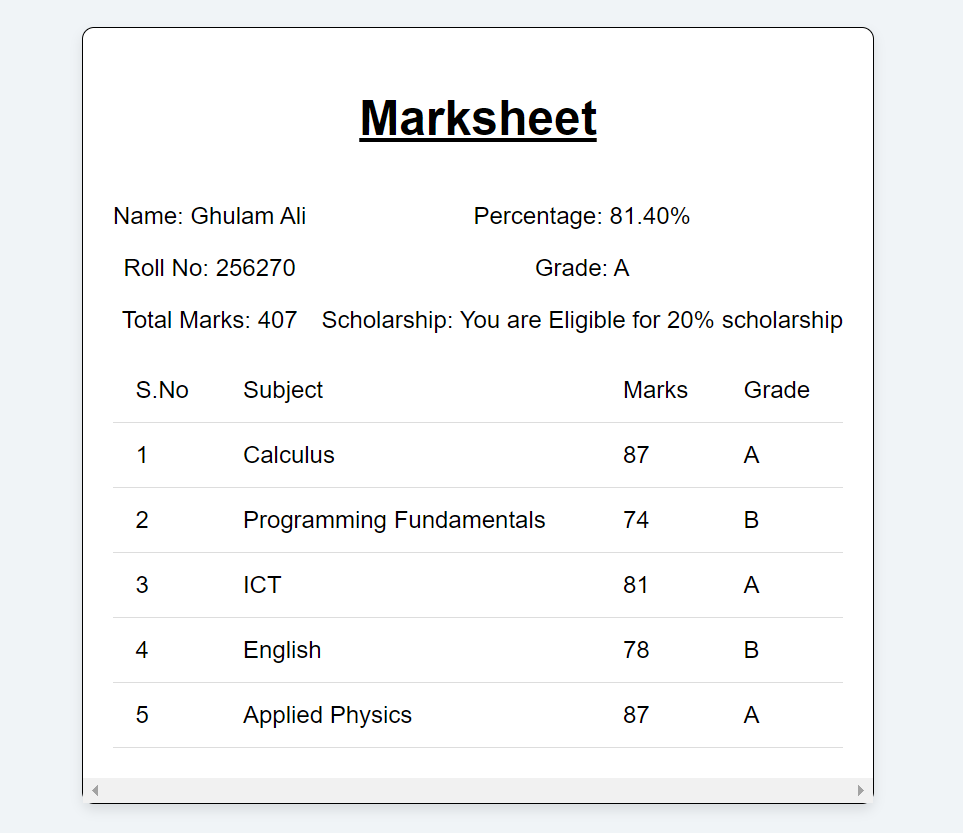 Marksheet
Name: Ghulam Ali Percentage: 81.40%
Roll No: 256270 Grade: A
Total Marks: 407 Scholarship: You are Eligible for 20% scholarship
S.No Subject Marks Grade
1 Calculus 87 A
2 Programming Fundamentals 74 B
3 ICT 81 A
4 English 78 B
5 Applied Physics 87 A